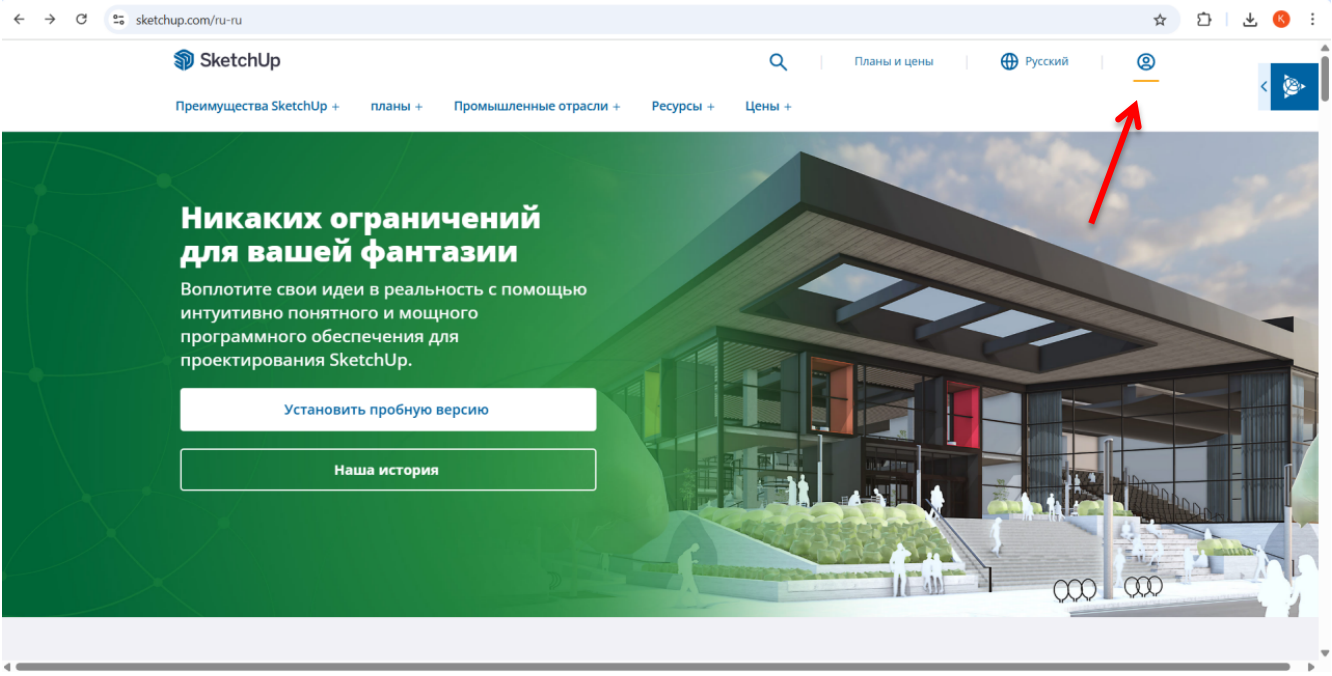 sketchup.com/ru-ru
K
SketchUp
Планы и цены
Русский
Преимущества SketchUp +
планы +
Промышленные отрасли +
Ресурсы +
Цены +
Никаких ограничений
для вашей фантазии
Воплотите свои идеи в реальность с помощью
интуитивно понятного и мощного
программного обеспечения для
проектирования SketchUp.
Установить пробную версию
Наша история